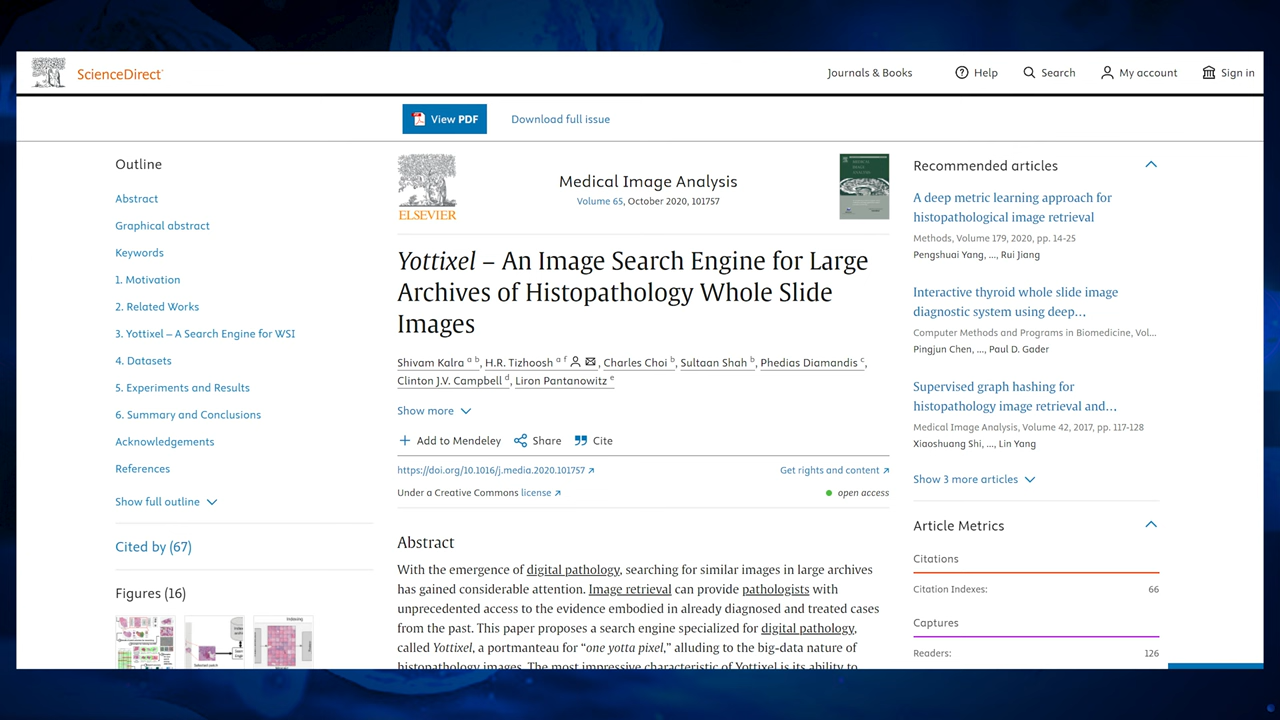 ScienceDirect
Journals & Books
Help
Search
My account
Sign in
View PDF
Download full issue
Outline
Abstract
Graphical abstract
Keywords
1. Motivation
2. Related Works
3. Yottixel – A Search Engine for WSI
4. Datasets
5. Experiments and Results
6. Summary and Conclusions
Acknowledgements
References
Show full outline
Cited by (67)
Figures (16)
ELSEVIER
Medical Image Analysis
Volume 65, October 2020, 101757
Yottixel – An Image Search Engine for Large
Archives of Histopathology Whole Slide
Images
Shivam Kalra a b, H.R. Tizhoosh a f, Charles Choi b, Sultaan Shah b, Phedias Diamandis c,
Clinton J.V. Campbell d, Liron Pantanowitz e
Show more
Add to Mendeley
Share
Cite
https://doi.org/10.1016/j.media.2020.101757
Get rights and content
Under a Creative Commons license
open access
Abstract
With the emergence of digital pathology, searching for similar images in large archives
has gained considerable attention. Image retrieval can provide pathologists with
unprecedented access to the evidence embodied in already diagnosed and treated cases
from the past. This paper proposes a search engine specialized for digital pathology,
called Yottixel, a portmanteau for “one yotta pixel,” alluding to the big-data nature of
histopathology images. The most impressive characteristic of Yottixel is its ability to
Recommended articles
A deep metric learning approach for
histopathological image retrieval
Methods, Volume 179, 2020, pp. 14-25
Pengshuai Yang, ..., Rui Jiang
Interactive thyroid whole slide image
diagnostic system using deep…
Computer Methods and Programs in Biomedicine, Vol…
Pingjun Chen, ..., Paul D. Gader
Supervised graph hashing for
histopathology image retrieval and…
Medical Image Analysis, Volume 42, 2017, pp. 117-128
Xiaoshuang Shi, ..., Lin Yang
Show 3 more articles
Article Metrics
Citations
Citation Indexes: 66
Captures
Readers: 126